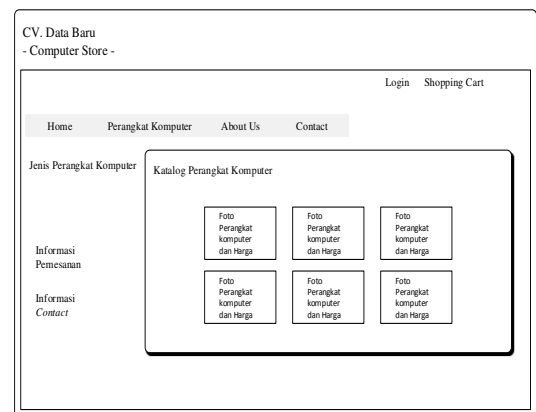 CV. Data Baru
- Computer Store -
Login Shopping Cart
Home Perangkat Komputer About Us Contact
Jenis Perangkat Komputer
Katalog Perangkat Komputer
Foto
Perangkat
komputer
dan Harga
Foto
Perangkat
komputer
dan Harga
Foto
Perangkat
komputer
dan Harga
Informasi
Pemesanan
Foto
Perangkat
komputer
dan Harga
Foto
Perangkat
komputer
dan Harga
Foto
Perangkat
komputer
dan Harga
Informasi
Contact